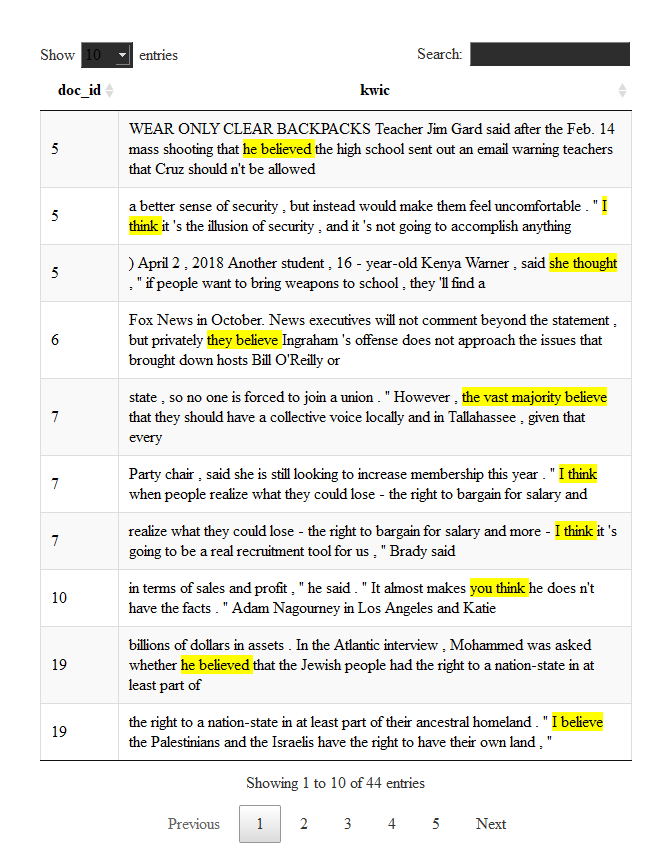 Show 10 entries Search:
doc_id kwic
WEAR ONLY CLEAR BACKPACKS Teacher Jim Gard said after the Feb. 14
5 mass shooting that he believed the high school sent out an email warning teachers
that Cruz should n't be allowed
a better sense of security , but instead would make them feel uncomfortable . " I
5 think it 's the illusion of security , and it 's not going to accomplish anything
) April 2 , 2018 Another student , 16 - year-old Kenya Warner , said she thought
5 , " if people want to bring weapons to school , they 'll find a
Fox News in October. News executives will not comment beyond the statement ,
6 but privately they believe Ingraham 's offense does not approach the issues that
brought down hosts Bill O'Reilly or
state , so no one is forced to join a union . " However , the vast majority believe
7 that they should have a collective voice locally and in Tallahassee , given that
every
Party chair , said she is still looking to increase membership this year . " I think
7 when people realize what they could lose - the right to bargain for salary and
realize what they could lose - the right to bargain for salary and more - I think it 's
7 going to be a real recruitment tool for us , " Brady said
in terms of sales and profit , " he said . " It almost makes you think he does n't
10 have the facts . " Adam Nagourney in Los Angeles and Katie
billions of dollars in assets . In the Atlantic interview , Mohammed was asked
19 whether he believed that the Jewish people had the right to a nation-state in at
least part of
the right to a nation-state in at least part of their ancestral homeland . " I believe
19 the Palestinians and the Israelis have the right to have their own land , "
Showing 1 to 10 of 44 entries
Previous 1 2 3 4 5 Next